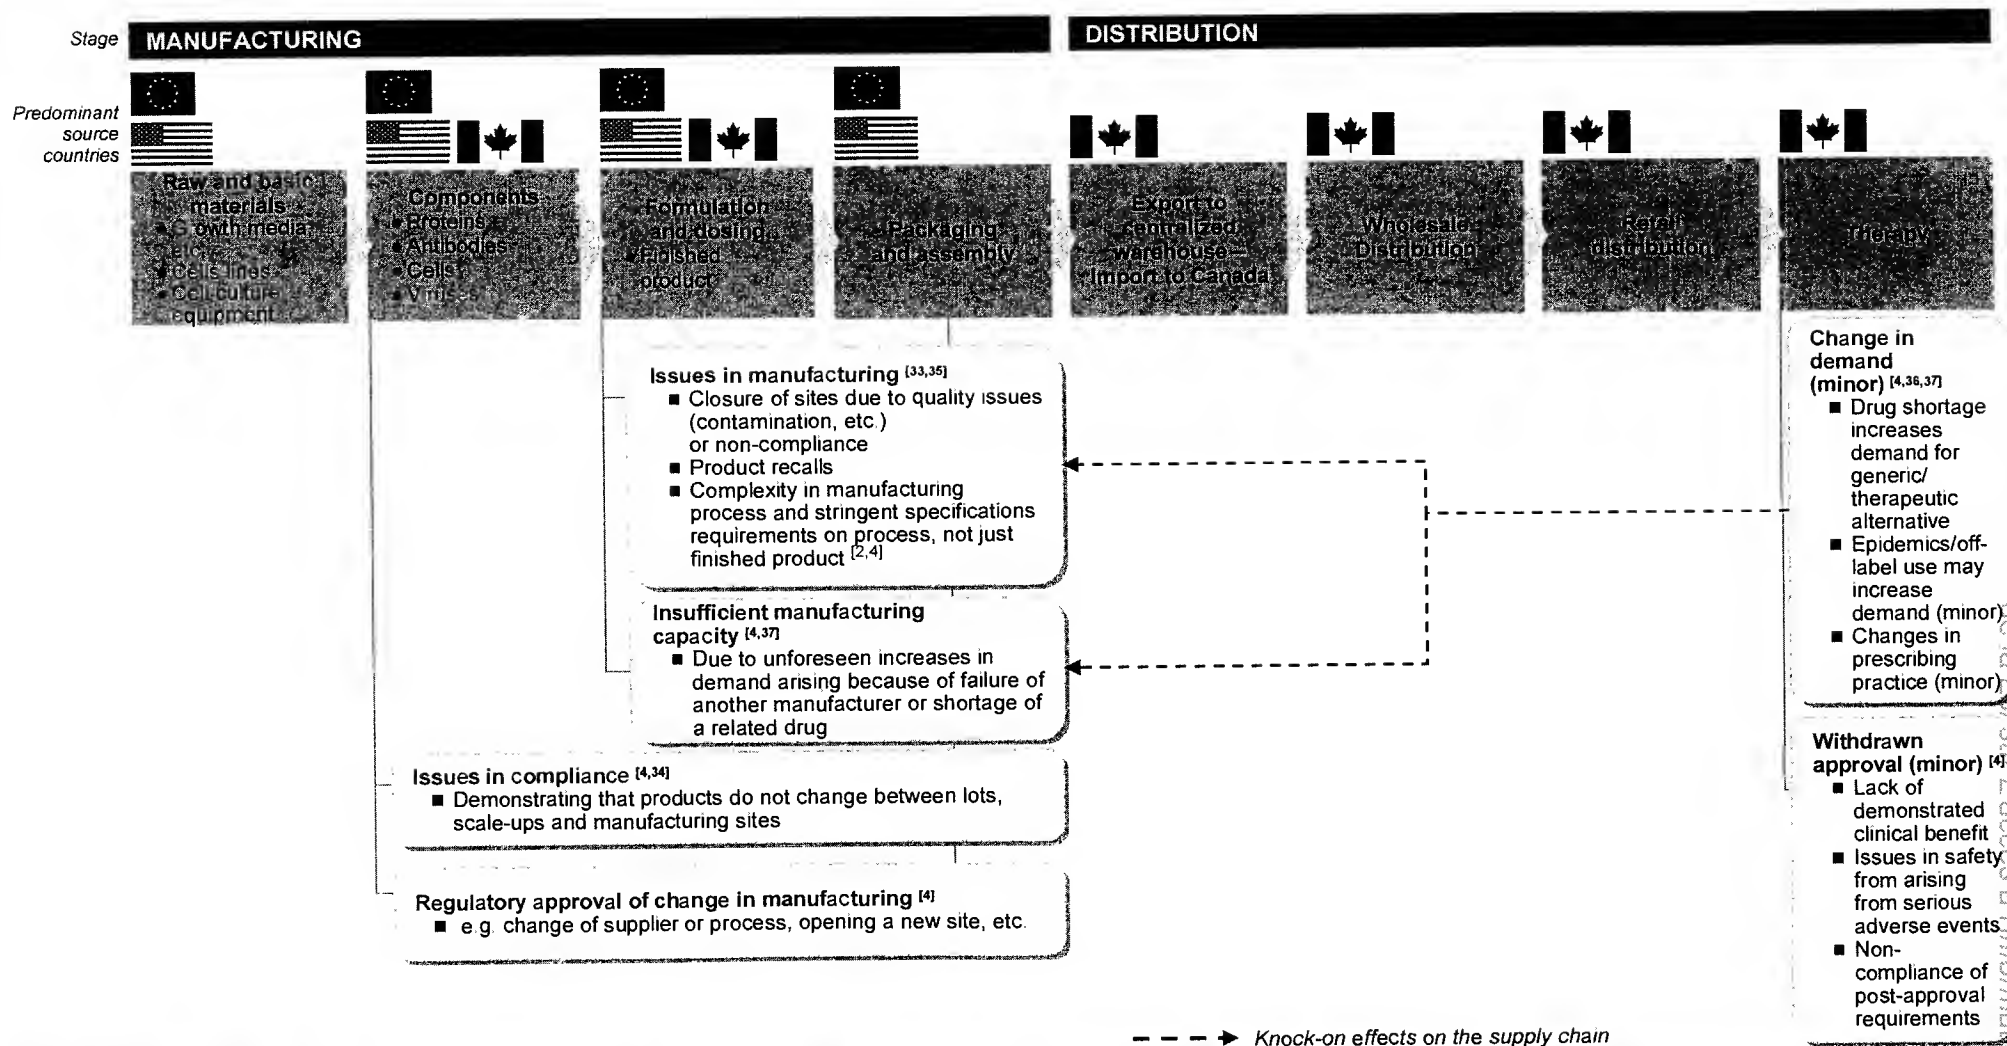 Stage
MANUFACTURING
DISTRIBUTION
Predominant
source
countries
Raw and basic
materials
Growth media,
etc.
Cells lines
Cell culture
equipment
Components
Proteins
Antibodies
Cells
Viruses
Formulation
and dosing
Finished
product
Packaging
and assembly
Export to
centralized
warehouse –
Import to Canada
Wholesale
Distribution
Retail
distribution
Therapy
Issues in manufacturing [33,35]
■ Closure of sites due to quality issues
(contamination, etc.)
or non-compliance
■ Product recalls
■ Complexity in manufacturing
process and stringent specifications
requirements on process, not just
finished product [2,4]
Insufficient manufacturing
capacity [4,37]
■ Due to unforeseen increases in
demand arising because of failure of
another manufacturer or shortage of
a related drug
Issues in compliance [4,34]
■ Demonstrating that products do not change between lots,
scale-ups and manufacturing sites
Regulatory approval of change in manufacturing [4]
■ e.g. change of supplier or process, opening a new site, etc.
Change in
demand
(minor) [4,36,37]
■ Drug shortage
increases
demand for
generic/
therapeutic
alternative
■ Epidemics/off-
label use may
increase
demand (minor)
■ Changes in
prescribing
practice (minor)
Withdrawn
approval (minor) [4]
■ Lack of
demonstrated
clinical benefit
■ Issues in safety
from arising
from serious
adverse events
■ Non-
compliance of
post-approval
requirements
Knock-on effects on the supply chain